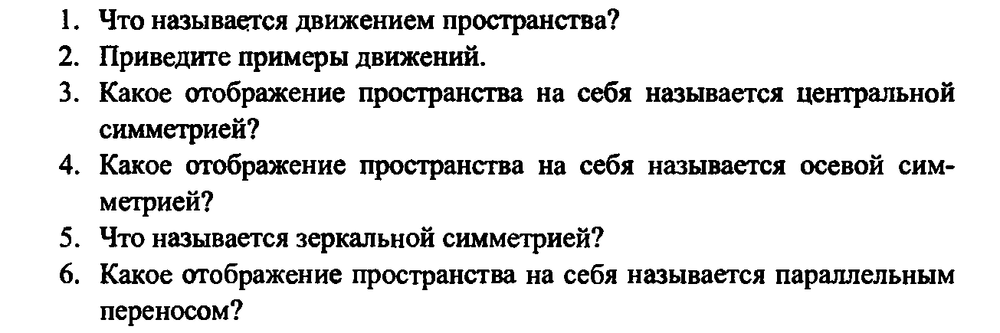 1. Что называется движением пространства?
2. Приведите примеры движений.
3. Какое отображение пространства на себя называется центральной
симметрией?
4. Какое отображение пространства на себя называется осевой сим-
метрией?
5. Что называется зеркальной симметрией?
6. Какое отображение пространства на себя называется параллельным
переносом?